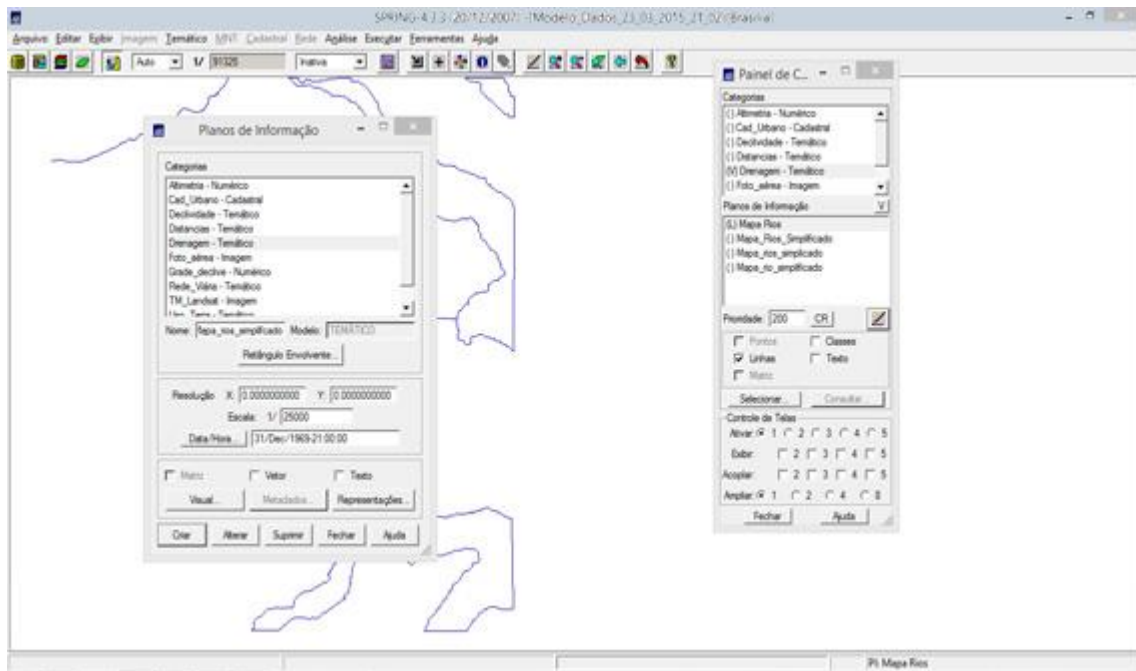 SPRING-4.3.3 (20/12/2007) -[Modelo_Dados_23_03_2015_21_02][Brasilia]
Arquivo Editar Exibir Imagem Temático MNT Cadastral Rede Análise Executar Ferramentas Ajuda
Auto 1/ 91325 Inativa
Planos de Informação
Categorias
Altimetria - Numérico
Cad_Urbano - Cadastral
Declividade - Temático
Distancias - Temático
Drenagem - Temático
Foto_aérea - Imagem
Grade_declive - Numérico
Rede_Viária - Temático
TM_Landsat - Imagem
Uso_Terra - Temático
Nome: Mapa_rios_simplificado Modelo: TEMÁTICO
Retângulo Envolvente...
Resolução X: 0.0000000000 Y: 0.0000000000
Escala: 1/ 25000
Data/Hora... 31/Dec/1969-21:00:00
Matriz Vetor Texto
Visual... Metadados... Representações...
Criar Alterar Suprimir Fechar Ajuda
Painel de C...
Categorias
( ) Altimetria - Numérico
( ) Cad_Urbano - Cadastral
( ) Declividade - Temático
( ) Distancias - Temático
(V) Drenagem - Temático
( ) Foto_aérea - Imagem
Planos de Informação V
(L) Mapa Rios
( ) Mapa_Rios_Simplificado
( ) Mapa_rios_simplicado
( ) Mapa_rio_simplificado
Prioridade: 200 CR
Pontos Classes
Linhas Texto
Matriz
Selecionar... Consultar...
Controle de Telas
Ativar: 1 2 3 4 5
Exibir: 2 3 4 5
Acoplar: 2 3 4 5
Ampliar: 1 2 4 8
Fechar Ajuda
PI: Mapa Rios